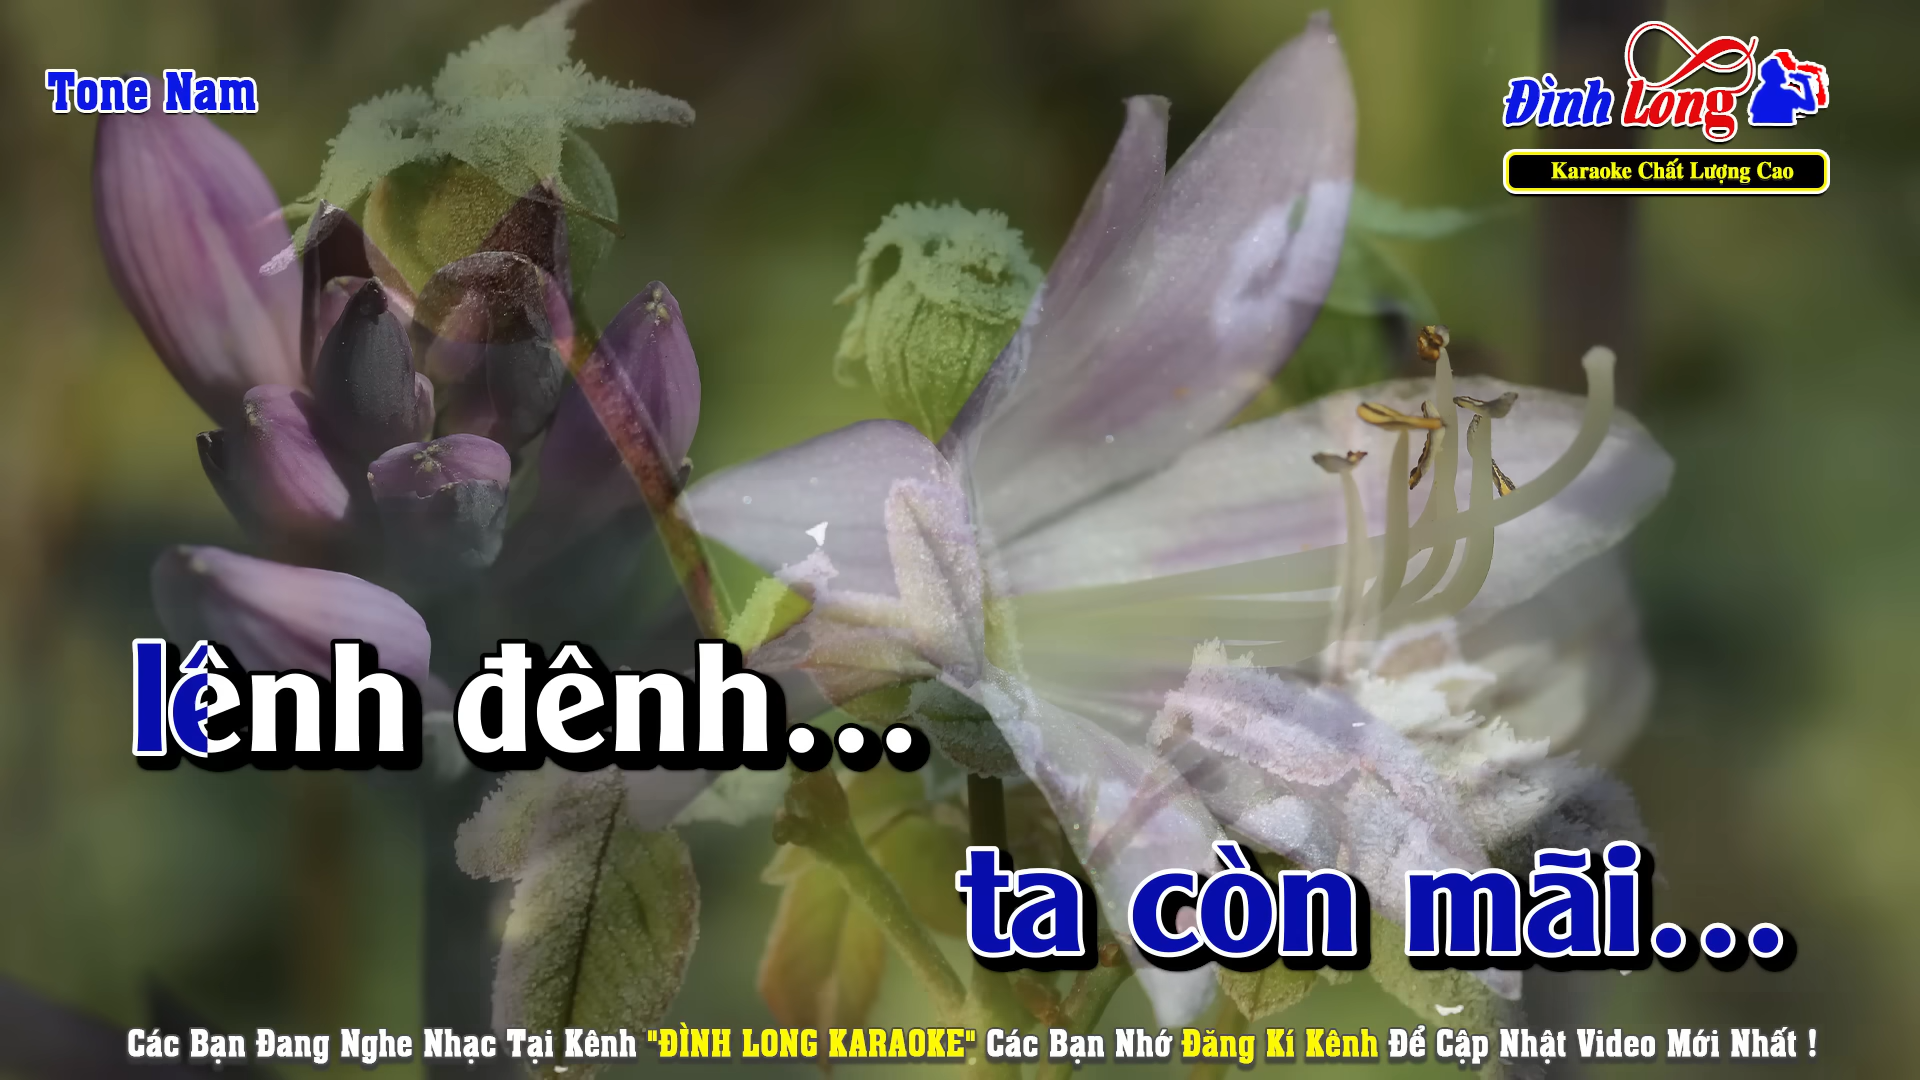 Tone Nam
Đình Long
Karaoke Chất Lượng Cao
lênh đênh...
ta còn mãi...
Các Bạn Đang Nghe Nhạc Tại Kênh "ĐÌNH LONG KARAOKE" Các Bạn Nhớ Đăng Kí Kênh Để Cập Nhật Video Mới Nhất !